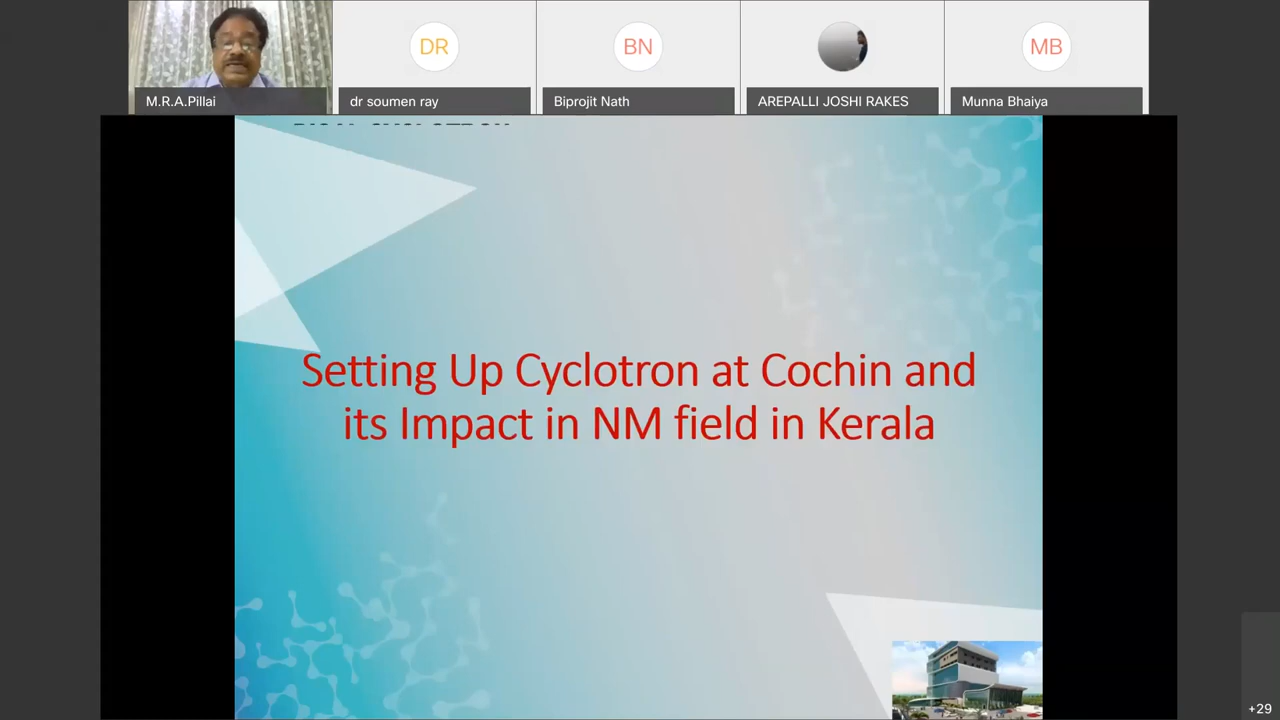 DR
BN
MB
M.R.A.Pillai
dr soumen ray
Biprojit Nath
AREPALLI JOSHI RAKES
Munna Bhaiya
Setting Up Cyclotron at Cochin and
its Impact in NM field in Kerala
+29